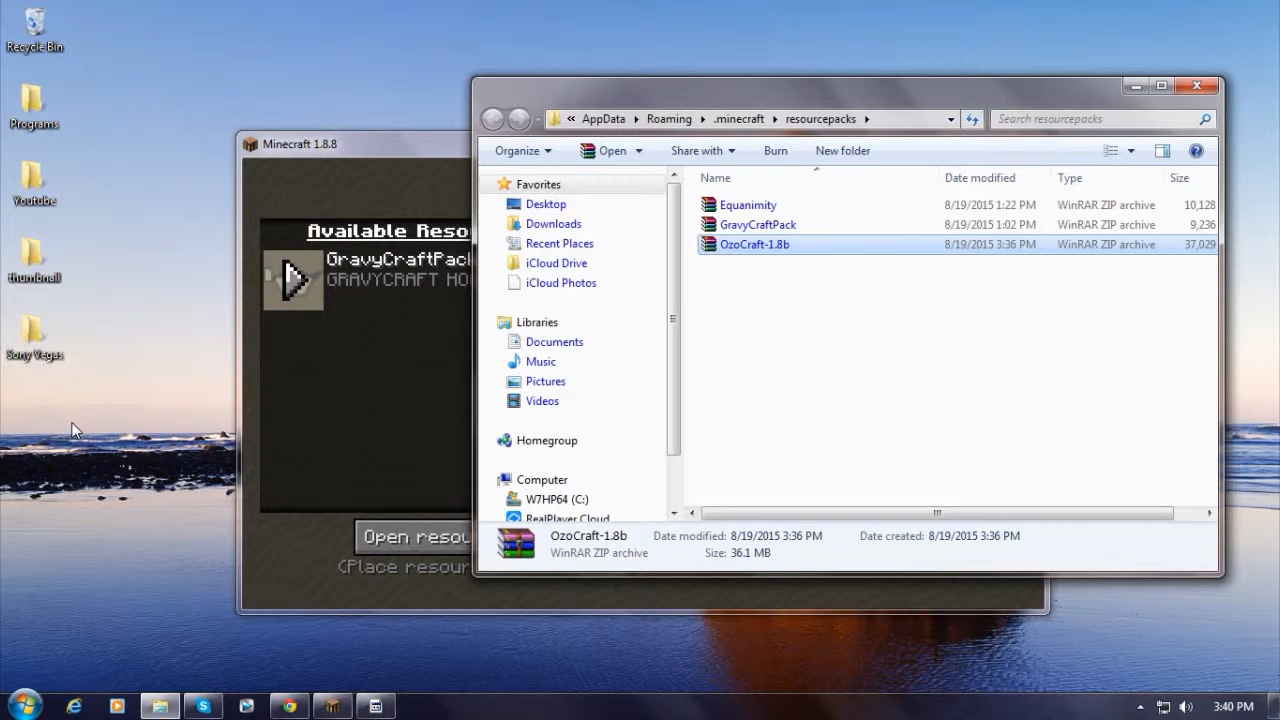 Recycle Bin
Programs
Youtube
thumbnail
Sony Vegas
Minecraft 1.8.8
Available Reso
GravyCraftPack
GRAVYCRAFT HO
Open resou
(Place resour
« AppData Roaming .minecraft resourcepacks
Search resourcepacks
Organize Open Share with Burn New folder
Favorites
Desktop
Downloads
Recent Places
iCloud Drive
iCloud Photos
Libraries
Documents
Music
Pictures
Videos
Homegroup
Computer
W7HP64 (C:)
RealPlayer Cloud
Name Date modified Type Size
Equanimity 8/19/2015 1:22 PM WinRAR ZIP archive 10,128
GravyCraftPack 8/19/2015 1:02 PM WinRAR ZIP archive 9,236
OzoCraft-1.8b 8/19/2015 3:36 PM WinRAR ZIP archive 37,029
OzoCraft-1.8b Date modified: 8/19/2015 3:36 PM Date created: 8/19/2015 3:36 PM
WinRAR ZIP archive Size: 36.1 MB
3:40 PM